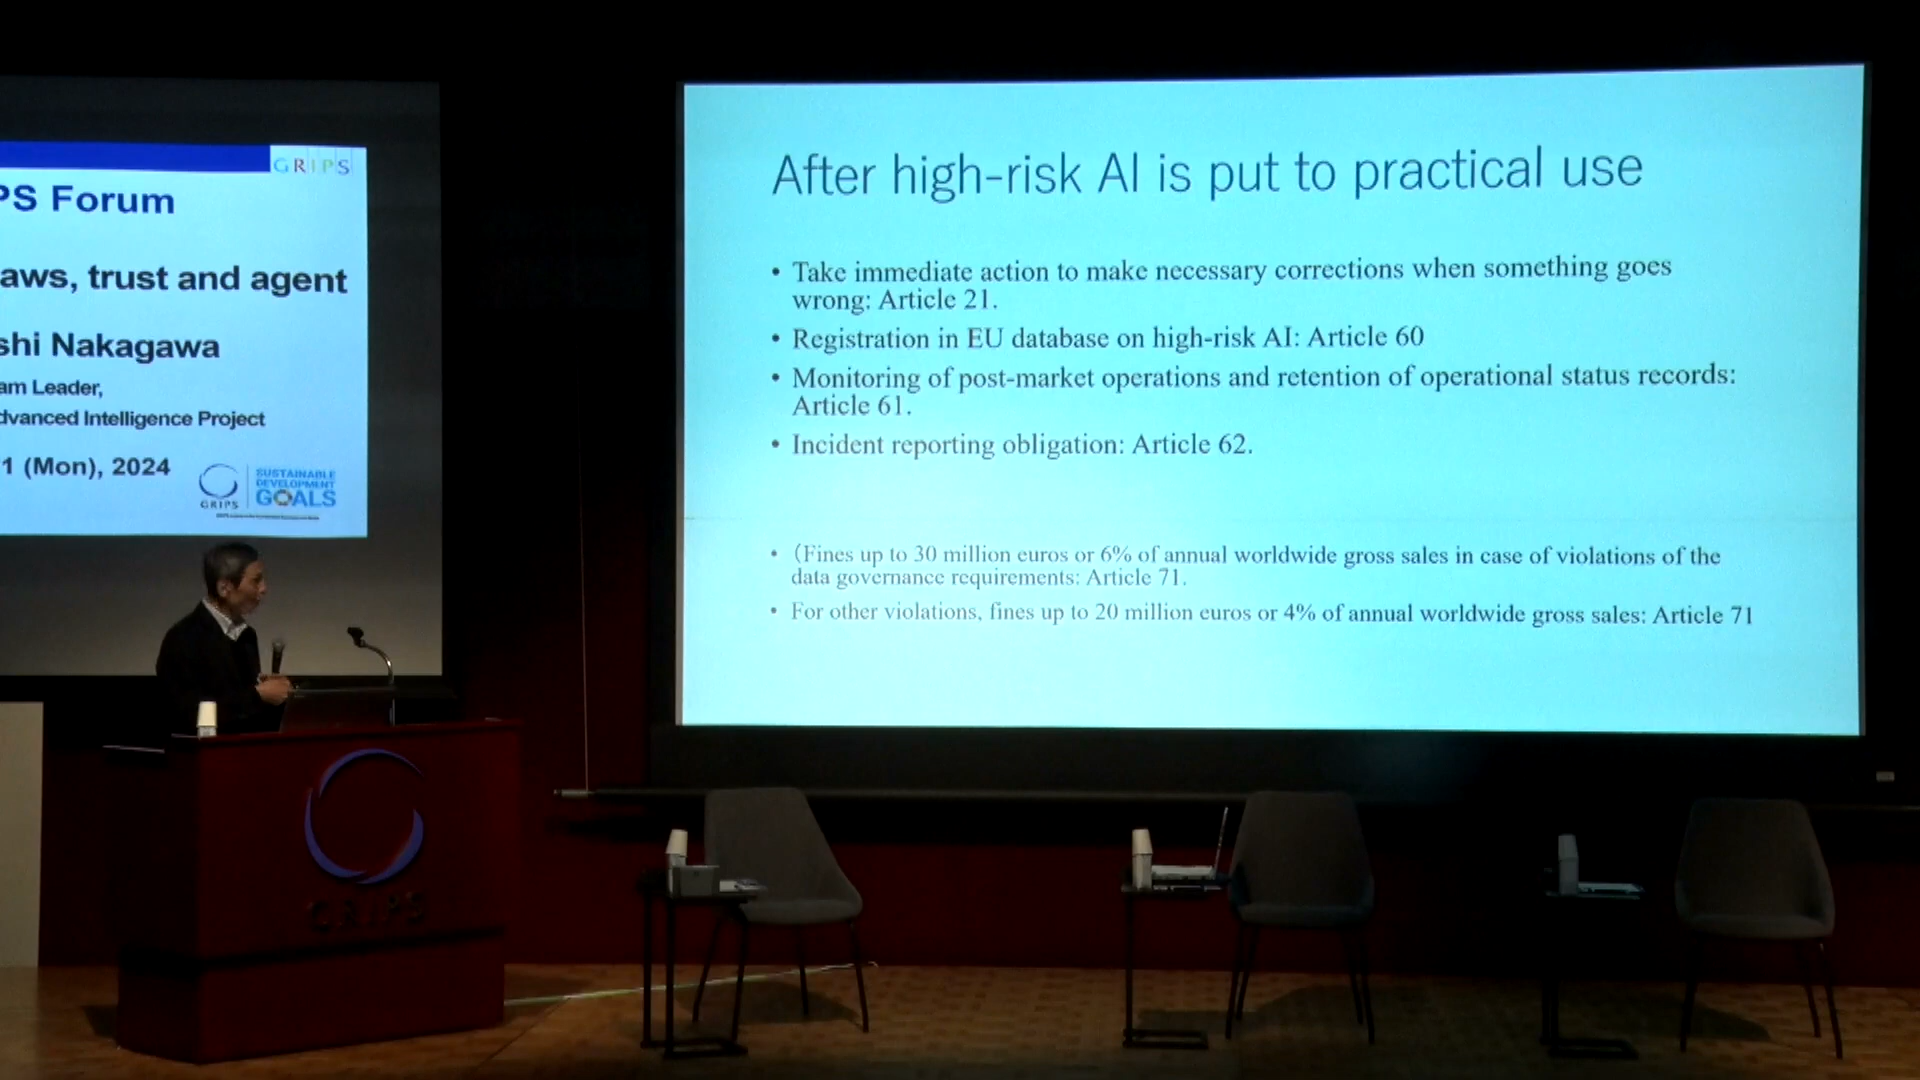 GRIPS
PS Forum
aws, trust and agent
shi Nakagawa
am Leader,
dvanced Intelligence Project
1 (Mon), 2024
GRIPS
SUSTAINABLE
DEVELOPMENT
GOALS
After high-risk AI is put to practical use
• Take immediate action to make necessary corrections when something goes
wrong: Article 21.
• Registration in EU database on high-risk AI: Article 60
• Monitoring of post-market operations and retention of operational status records:
Article 61.
• Incident reporting obligation: Article 62.
• (Fines up to 30 million euros or 6% of annual worldwide gross sales in case of violations of the
data governance requirements: Article 71.
• For other violations, fines up to 20 million euros or 4% of annual worldwide gross sales: Article 71
GRIPS